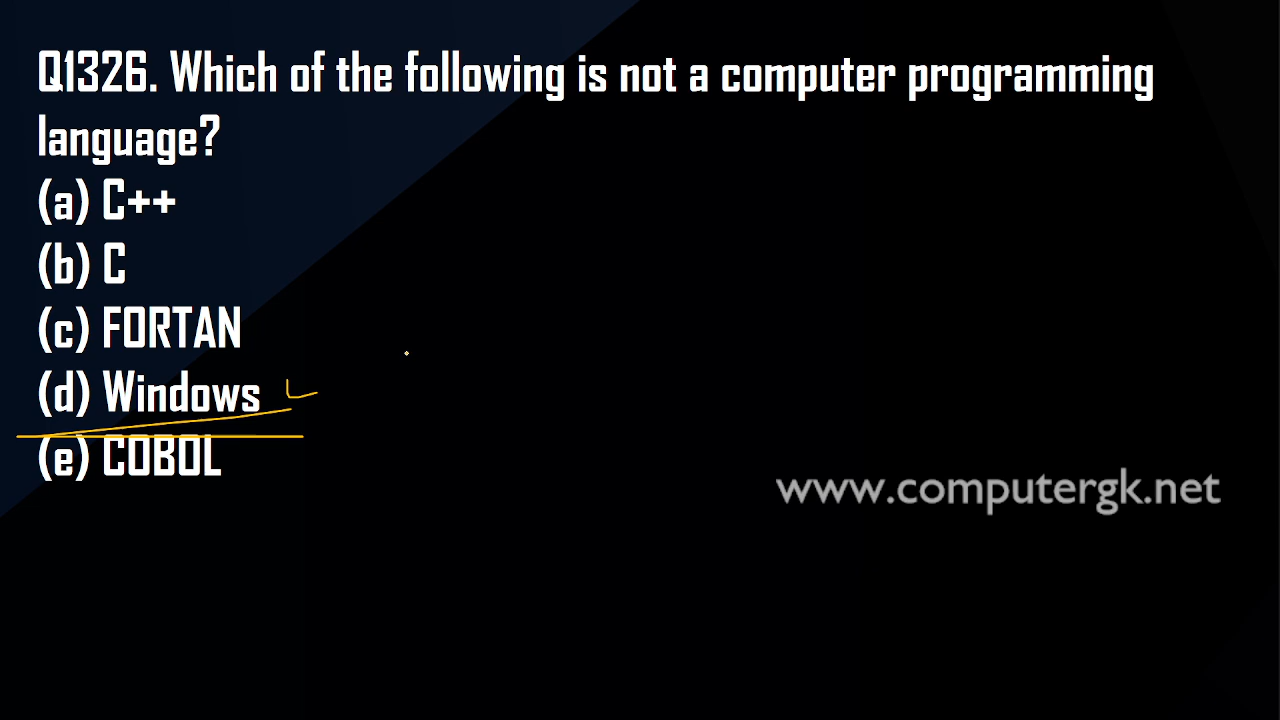 Q1326. Which of the following is not a computer programming
language?
(a) C++
(b) C
(c) FORTAN
(d) Windows
(e) COBOL
www.computergk.net